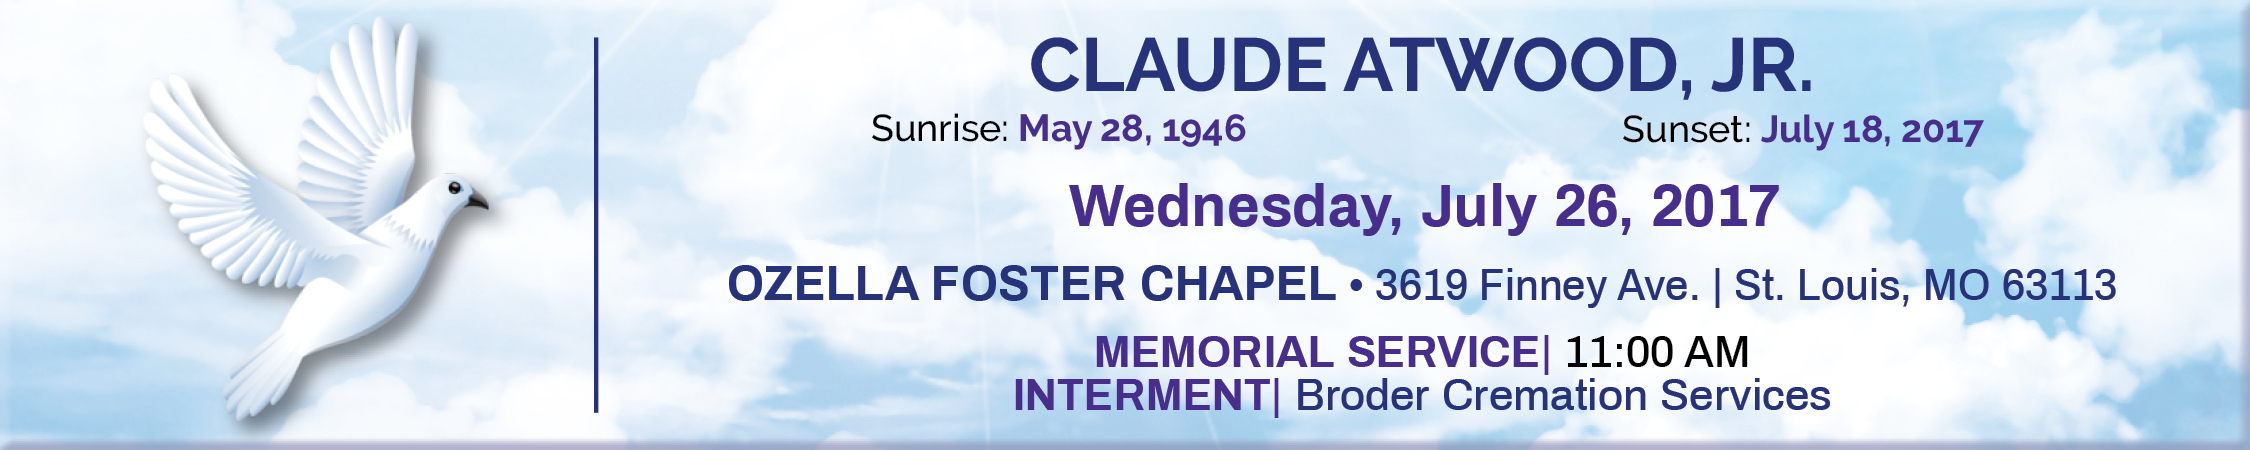 CLAUDE ATWOOD, JR.
Sunrise: May 28, 1946 Sunset: July 18, 2017
Wednesday, July 26, 2017
OZELLA FOSTER CHAPEL • 3619 Finney Ave. | St. Louis, MO 63113
MEMORIAL SERVICE| 11:00 AM
INTERMENT| Broder Cremation Services